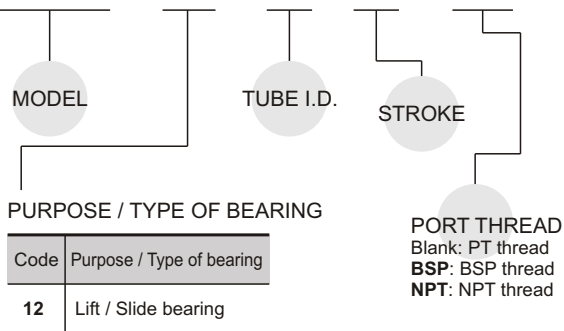 MODEL
TUBE I.D.
STROKE
PURPOSE / TYPE OF BEARING
Code Purpose / Type of bearing
12 Lift / Slide bearing
PORT THREAD
Blank: PT thread
BSP: BSP thread
NPT: NPT thread